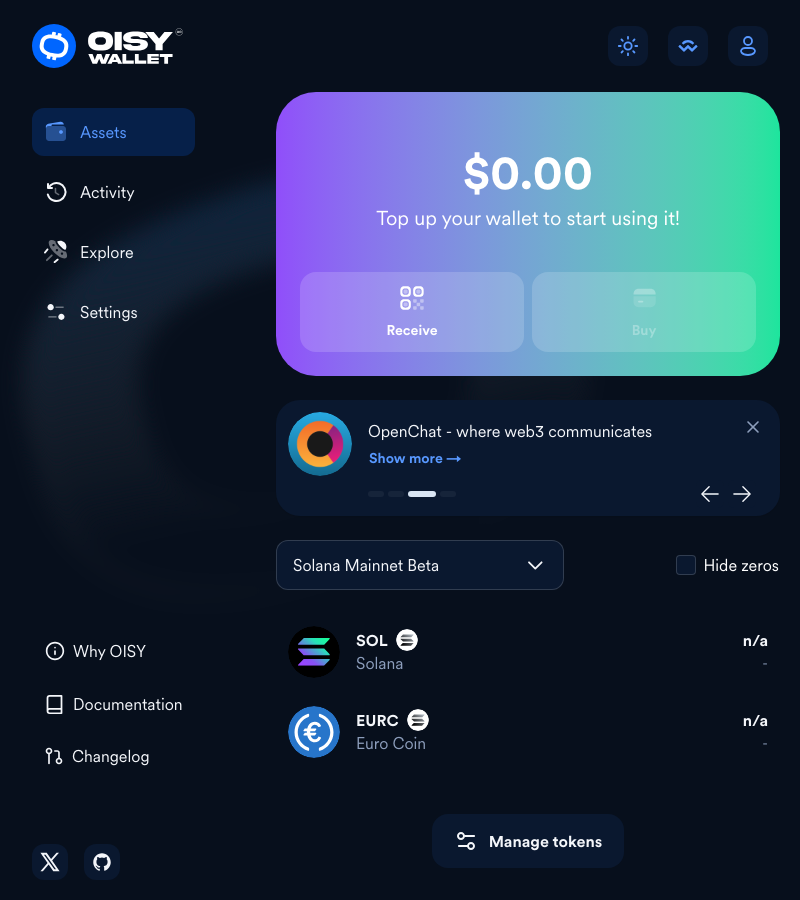 OISY
WALLET
Assets
Activity
Explore
Settings
$0.00
Top up your wallet to start using it!
Receive
Buy
OpenChat - where web3 communicates
Show more →
Solana Mainnet Beta
Hide zeros
SOL
n/a
Solana
-
EURC
n/a
Euro Coin
-
Why OISY
Documentation
Changelog
Manage tokens